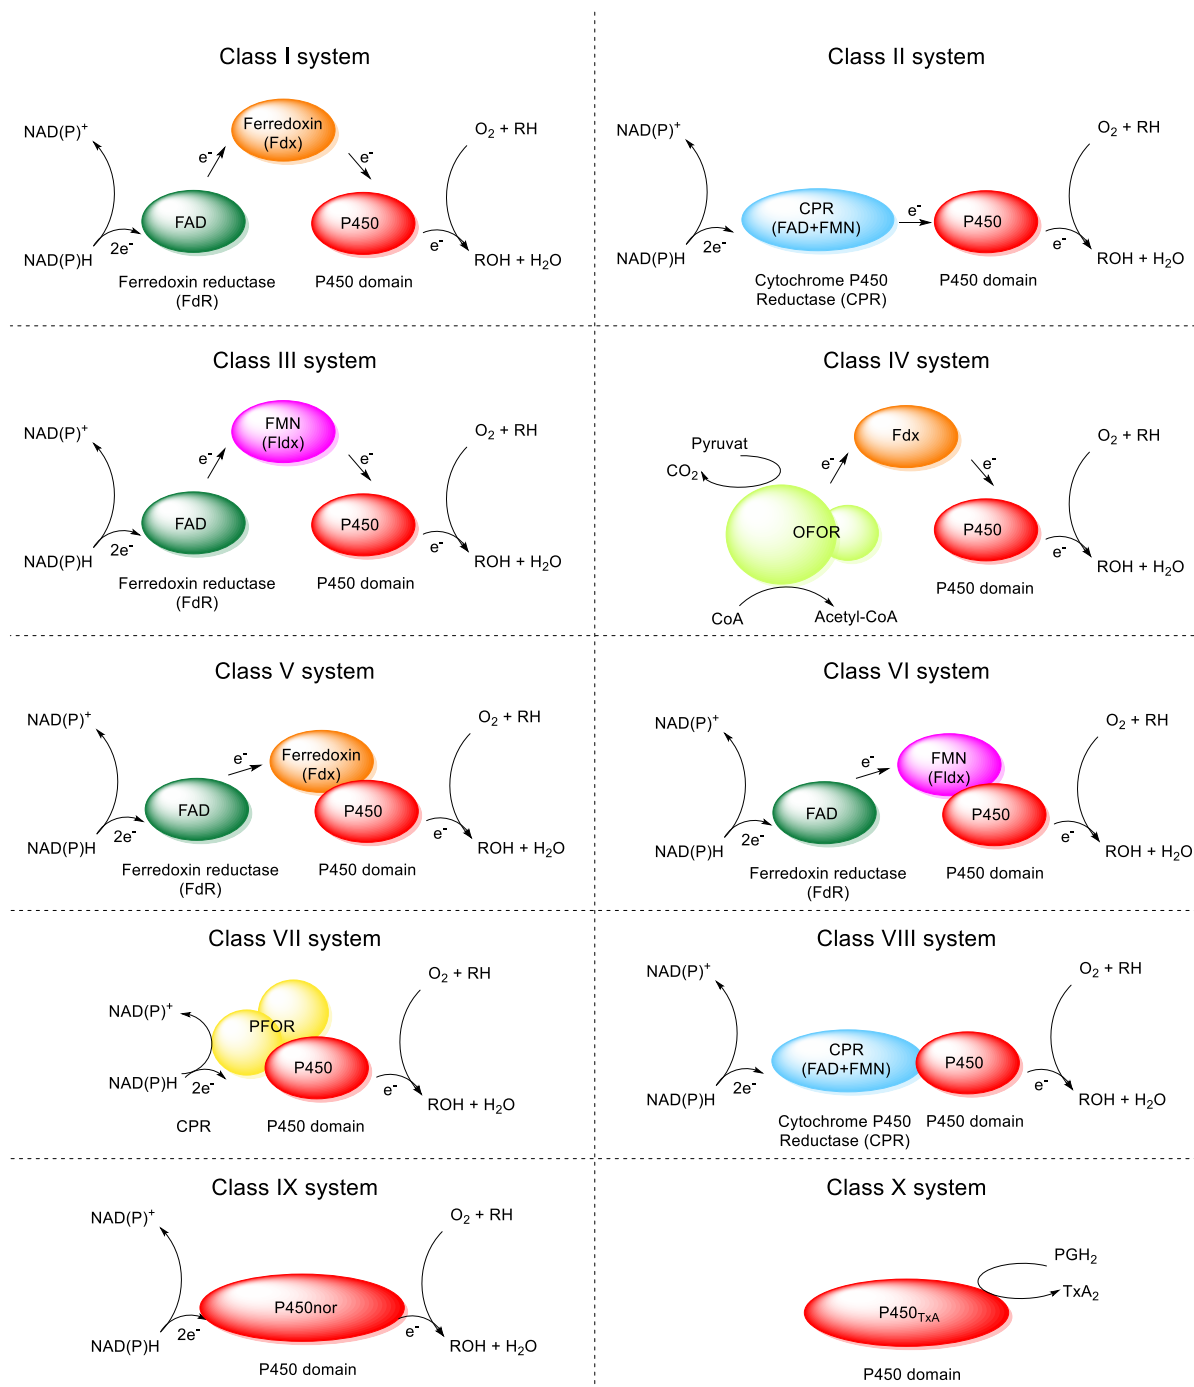 Class I system
NAD(P)+
Ferredoxin
(Fdx)
O2 + RH
e-
e-
FAD
P450
2e-
e-
NAD(P)H
ROH + H2O
Ferredoxin reductase
(FdR)
P450 domain
Class II system
NAD(P)+
O2 + RH
CPR
(FAD+FMN)
e-
P450
2e-
e-
NAD(P)H
ROH + H2O
Cytochrome P450
Reductase (CPR)
P450 domain
Class III system
NAD(P)+
FMN
(Fldx)
O2 + RH
e-
e-
FAD
P450
2e-
e-
NAD(P)H
ROH + H2O
Ferredoxin reductase
(FdR)
P450 domain
Class IV system
Pyruvat
CO2
Fdx
O2 + RH
e-
e-
OFOR
P450
e-
ROH + H2O
CoA
Acetyl-CoA
P450 domain
Class V system
NAD(P)+
O2 + RH
e-
Ferredoxin
(Fdx)
FAD
P450
2e-
e-
NAD(P)H
ROH + H2O
Ferredoxin reductase
(FdR)
P450 domain
Class VI system
NAD(P)+
O2 + RH
e-
FMN
(Fldx)
FAD
P450
2e-
e-
NAD(P)H
ROH + H2O
Ferredoxin reductase
(FdR)
P450 domain
Class VII system
O2 + RH
NAD(P)+
PFOR
P450
NAD(P)H
2e-
e-
ROH + H2O
CPR
P450 domain
Class VIII system
NAD(P)+
O2 + RH
CPR
(FAD+FMN)
P450
2e-
e-
NAD(P)H
ROH + H2O
Cytochrome P450
Reductase (CPR)
P450 domain
Class IX system
NAD(P)+
O2 + RH
P450nor
2e-
e-
NAD(P)H
ROH + H2O
P450 domain
Class X system
PGH2
TxA2
P450TxA
P450 domain